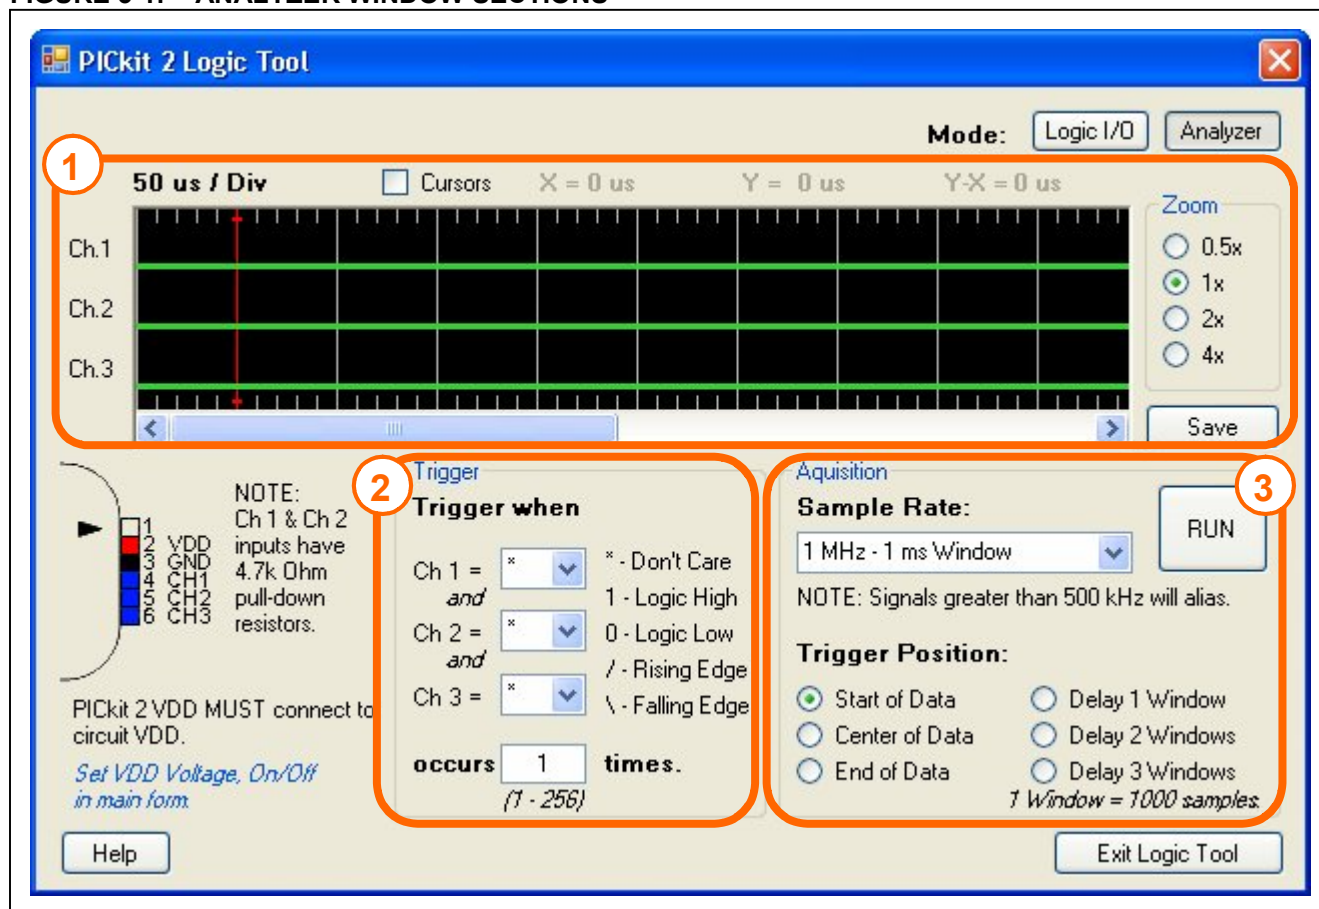 FIGURE 3-4: ANALYZER WINDOW SECTIONS
PICkit 2 Logic Tool
Mode: Logic I/O Analyzer
1
50 us / Div Cursors X = 0 us Y = 0 us Y-X = 0 us
Zoom
Ch.1
0.5x
1x
Ch.2
2x
Ch.3
4x
Save
1
2 VDD
3 GND
4 CH1
5 CH2
6 CH3
NOTE:
Ch 1 & Ch 2
inputs have
4.7k Ohm
pull-down
resistors.
PICkit 2 VDD MUST connect to
circuit VDD.
Set VDD Voltage, On/Off
in main form.
2
Trigger
Trigger when
Ch 1 = *
and
Ch 2 = *
and
Ch 3 = *
* - Don't Care
1 - Logic High
0 - Logic Low
/ - Rising Edge
\ - Falling Edge
occurs 1 times.
(1 - 256)
3
Aquisition
Sample Rate:
1 MHz - 1 ms Window
RUN
NOTE: Signals greater than 500 kHz will alias.
Trigger Position:
Start of Data
Center of Data
End of Data
Delay 1 Window
Delay 2 Windows
Delay 3 Windows
1 Window = 1000 samples.
Help
Exit Logic Tool